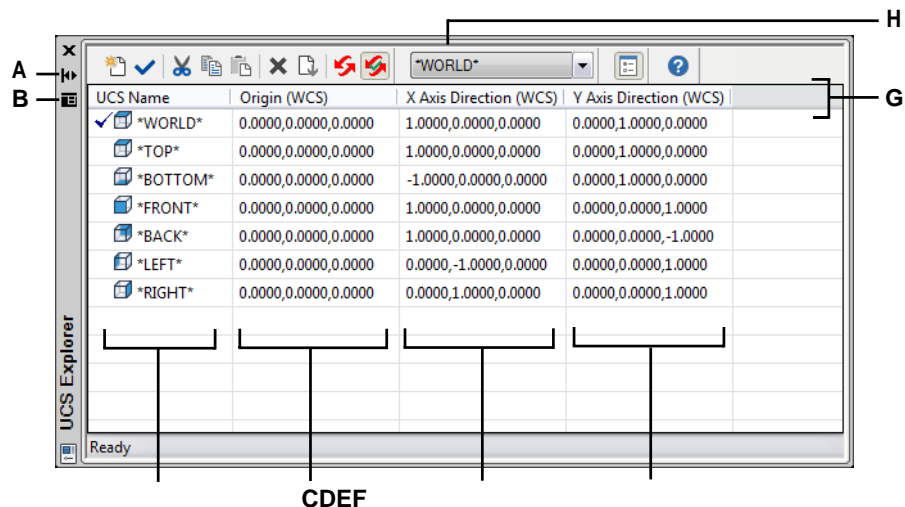 H
A
B
*WORLD*
UCS Name Origin (WCS) X Axis Direction (WCS) Y Axis Direction (WCS)
G
*WORLD* 0.0000,0.0000,0.0000 1.0000,0.0000,0.0000 0.0000,1.0000,0.0000
*TOP* 0.0000,0.0000,0.0000 1.0000,0.0000,0.0000 0.0000,1.0000,0.0000
*BOTTOM* 0.0000,0.0000,0.0000 -1.0000,0.0000,0.0000 0.0000,1.0000,0.0000
*FRONT* 0.0000,0.0000,0.0000 1.0000,0.0000,0.0000 0.0000,0.0000,1.0000
*BACK* 0.0000,0.0000,0.0000 1.0000,0.0000,0.0000 0.0000,0.0000,-1.0000
*LEFT* 0.0000,0.0000,0.0000 0.0000,-1.0000,0.0000 0.0000,0.0000,1.0000
*RIGHT* 0.0000,0.0000,0.0000 0.0000,1.0000,0.0000 0.0000,0.0000,1.0000
UCS Explorer
Ready
CDEF